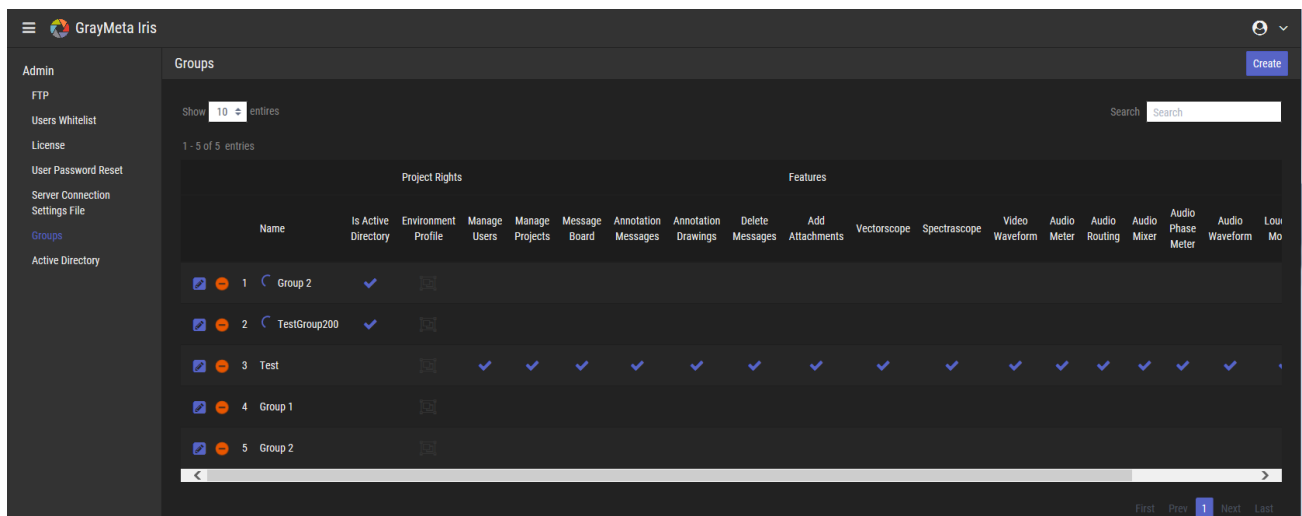 GrayMeta Iris
Admin
FTP
Users Whitelist
License
User Password Reset
Server Connection
Settings File
Groups
Active Directory
Groups
Create
Show 10 entires
Search Search
1 - 5 of 5 entries
Project Rights
Features
Name
Is Active
Directory
Environment
Profile
Manage
Users
Manage
Projects
Message
Board
Annotation
Messages
Annotation
Drawings
Delete
Messages
Add
Attachments
Vectorscope
Spectrascope
Video
Waveform
Audio
Meter
Audio
Routing
Audio
Mixer
Audio
Phase
Meter
Audio
Waveform
1 Group 2
2 TestGroup200
3 Test
4 Group 1
5 Group 2
First Prev 1 Next Last